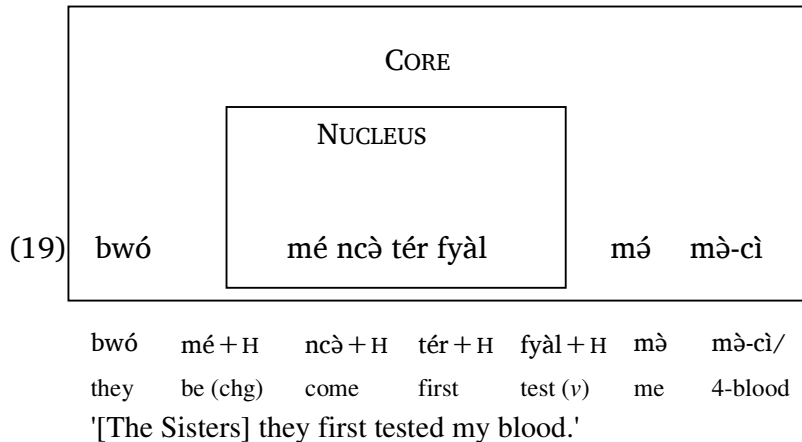 CORE
NUCLEUS
(19) bwó mé ncə̀ tér fyàl mə́ mə̀-cì
bwó mé+H ncə̀+H tér+H fyàl+H mə̀ mə̀-cì/
they be (chg) come first test (v) me 4-blood
'[The Sisters] they first tested my blood.'